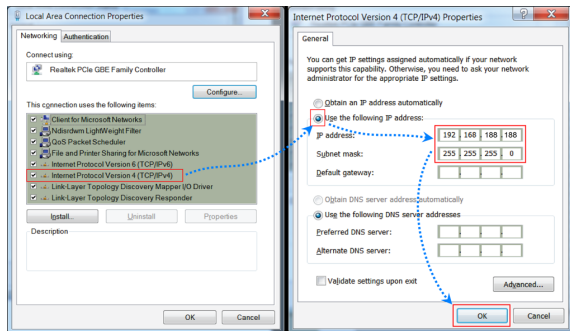 Local Area Connection Properties
Networking Authentication
Connect using:
Realtek PCIe GBE Family Controller
Configure...
This connection uses the following items:
Client for Microsoft Networks
Ndisrdwm LightWeight Filter
QoS Packet Scheduler
File and Printer Sharing for Microsoft Networks
Internet Protocol Version 6 (TCP/IPv6)
Internet Protocol Version 4 (TCP/IPv4)
Link-Layer Topology Discovery Mapper I/O Driver
Link-Layer Topology Discovery Responder
Install... Uninstall Properties
Description
OK Cancel
Internet Protocol Version 4 (TCP/IPv4) Properties
General
You can get IP settings assigned automatically if your network
supports this capability. Otherwise, you need to ask your network
administrator for the appropriate IP settings.
Obtain an IP address automatically
Use the following IP address:
IP address: 192 . 168 . 188 . 188
Subnet mask: 255 . 255 . 255 . 0
Default gateway: . . .
Obtain DNS server address automatically
Use the following DNS server addresses
Preferred DNS server: . . .
Alternate DNS server: . . .
Validate settings upon exit
Advanced...
OK Cancel